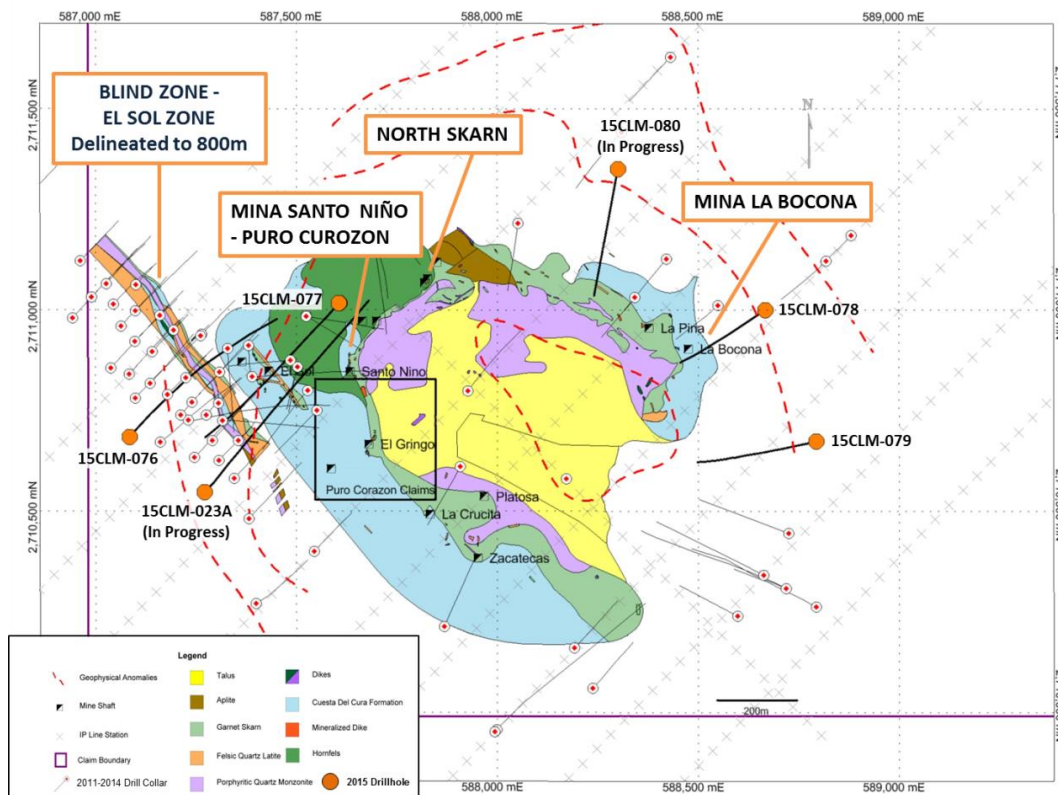 587,000 mE
587,500 mE
588,000 mE
588,500 mE
589,000 mE
2,711,500 mN
BLIND ZONE -
EL SOL ZONE
Delineated to 800m
NORTH SKARN
15CLM-080
(In Progress)
N
MINA SANTO NIÑO
- PURO CUROZON
MINA LA BOCONA
2,711,000 mN
15CLM-077
15CLM-078
La Pina
La Bocona
El Sol
Santo Nino
El Gringo
15CLM-076
15CLM-079
Puro Corazon Claims
Platosa
15CLM-023A
(In Progress)
La Crucita
2,710,500 mN
Zacatecas
Legend
Geophysical Anomalies
Mine Shaft
IP Line Station
Claim Boundary
2011-2014 Drill Collar
Talus
Aplite
Garnet Skarn
Felsic Quartz Latite
Porphyritic Quartz Monzonite
Dikes
Cuesta Del Cura Formation
Mineralized Dike
Hornfels
2015 Drillhole
200m
588,000 mE
588,500 mE
589,000 mE